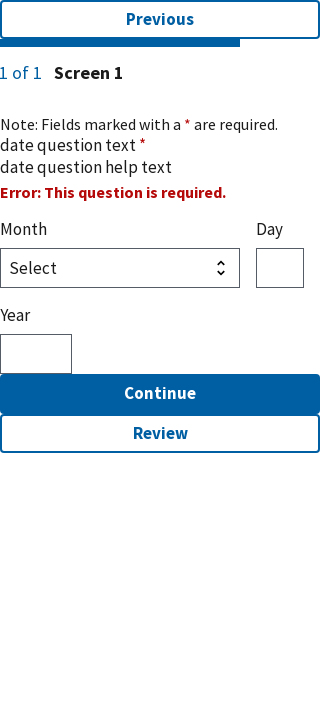 Previous
1 of 1 Screen 1
Note: Fields marked with a * are required.
date question text *
date question help text
Error: This question is required.
Month Day
Select
Year
Continue
Review